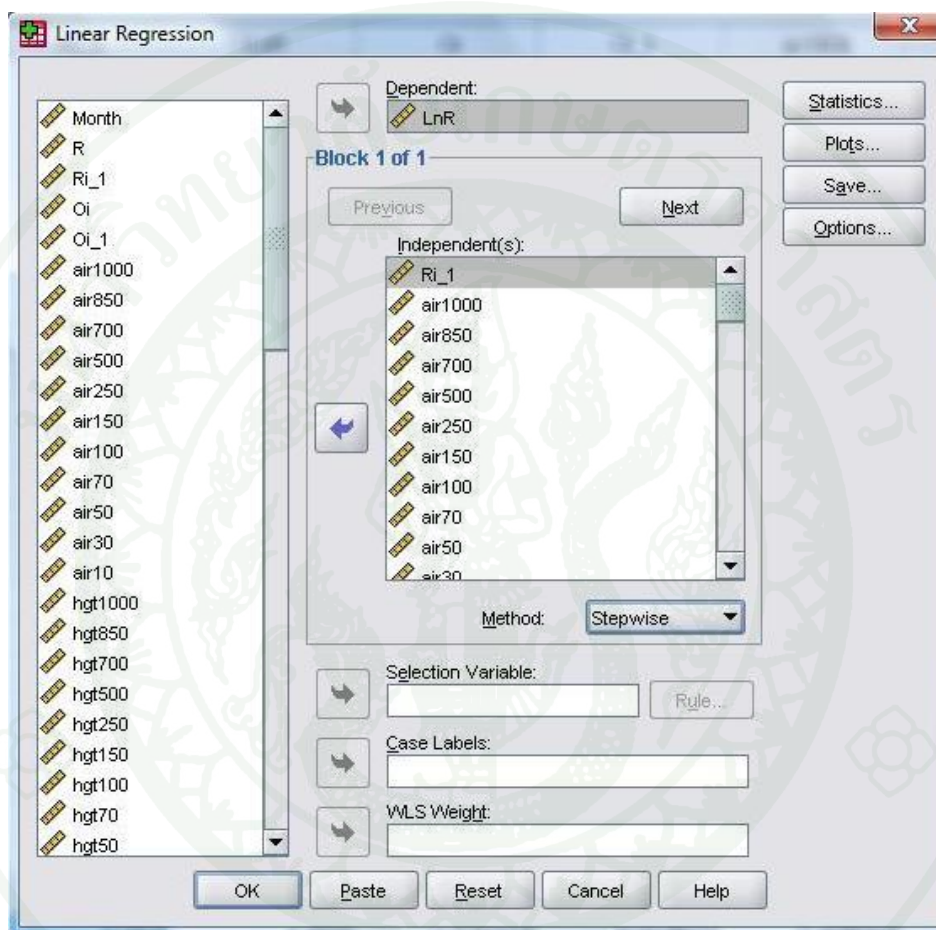 Linear Regression
Month
R
Ri_1
Oi
Oi_1
air1000
air850
air700
air500
air250
air150
air100
air70
air50
air30
air10
hgt1000
hgt850
hgt700
hgt500
hgt250
hgt150
hgt100
hgt70
hgt50
Dependent:
LnR
Block 1 of 1
Previous
Next
Independent(s):
Ri_1
air1000
air850
air700
air500
air250
air150
air100
air70
air50
air30
Method:
Stepwise
Selection Variable:
Rule...
Case Labels:
WLS Weight:
Statistics...
Plots...
Save...
Options...
OK
Paste
Reset
Cancel
Help